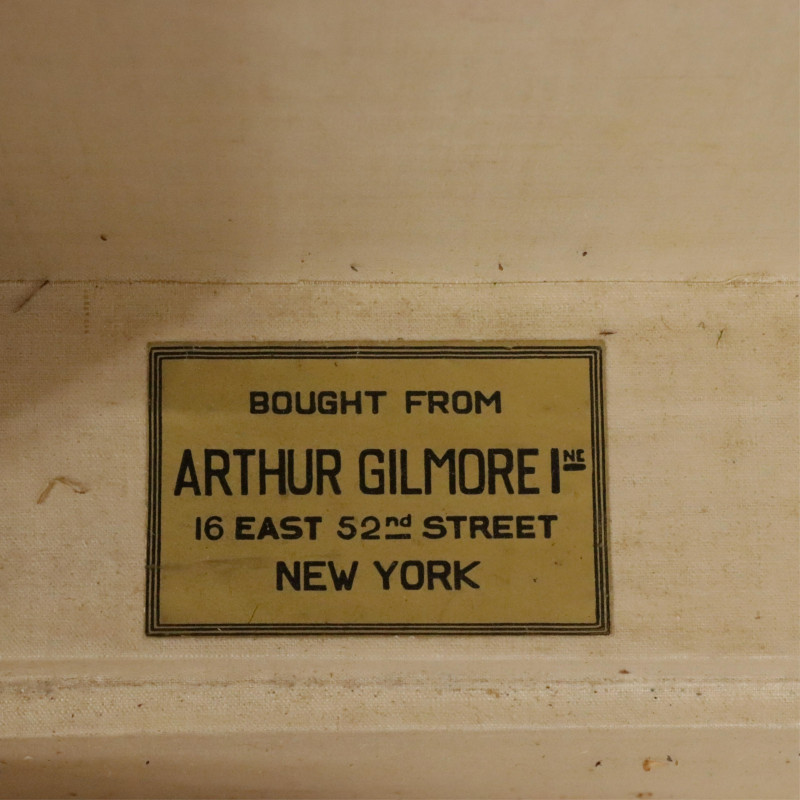 BOUGHT FROM
ARTHUR GILMORE INC
16 EAST 52nd STREET
NEW YORK